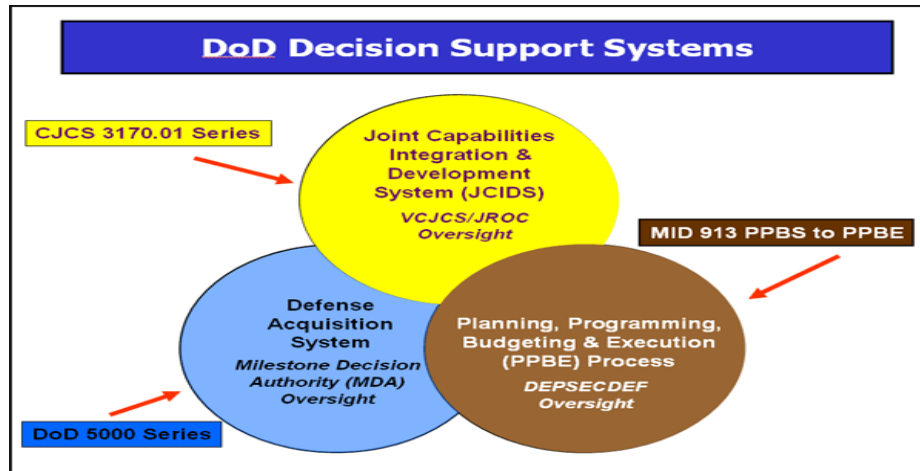 DoD Decision Support Systems
CJCS 3170.01 Series
Joint Capabilities
Integration &
Development
System (JCIDS)
VCJCS/JROC
Oversight
MID 913 PPBS to PPBE
Defense
Acquisition
System
Milestone Decision
Authority (MDA)
Oversight
Planning, Programming,
Budgeting & Execution
(PPBE) Process
DEPSECDEF
Oversight
DoD 5000 Series